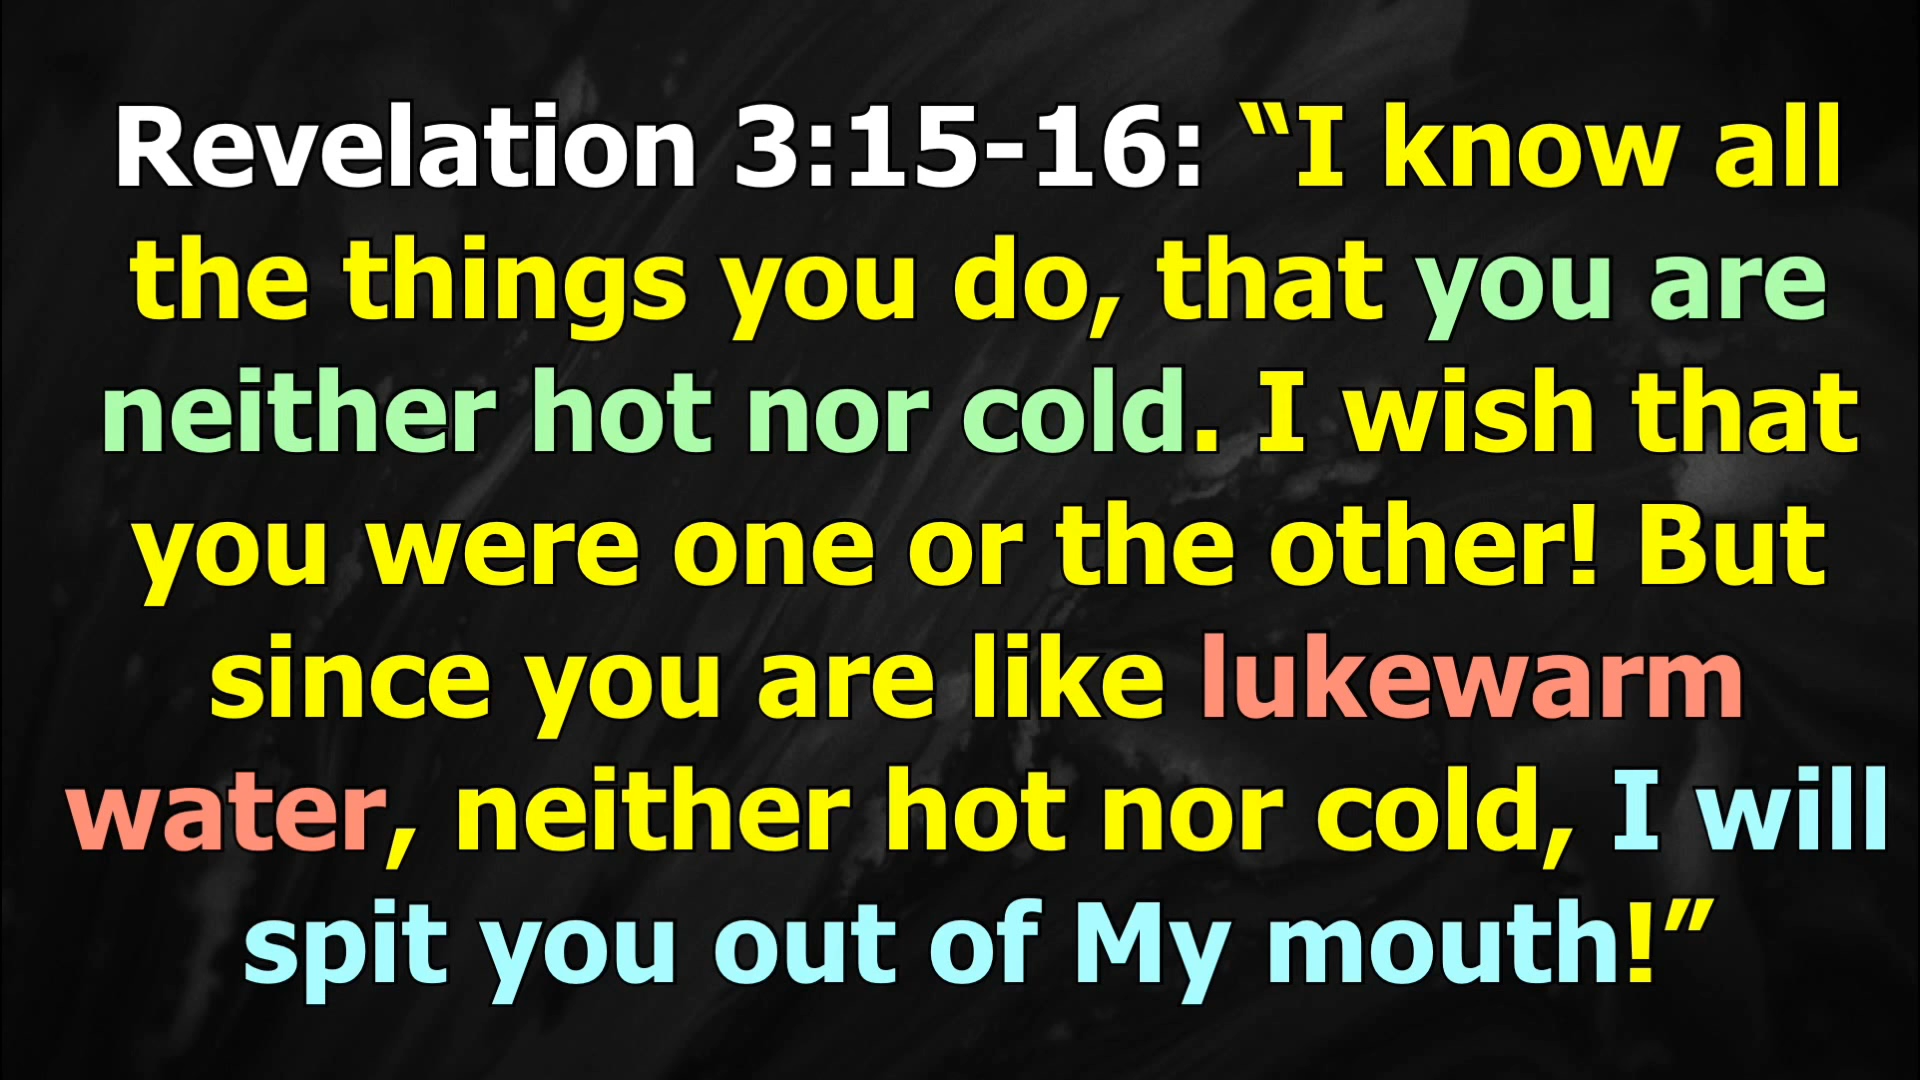 Revelation 3:15-16: “I know all
the things you do, that you are
neither hot nor cold. I wish that
you were one or the other! But
since you are like lukewarm
water, neither hot nor cold, I will
spit you out of My mouth!”